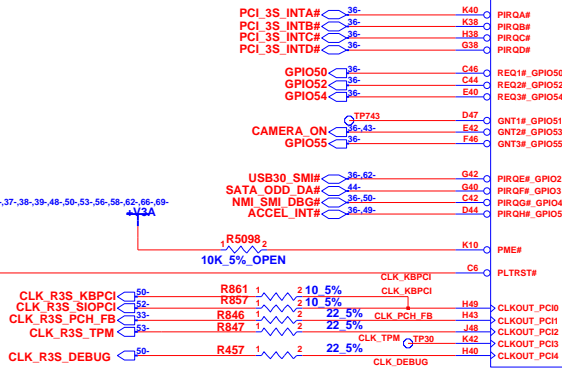 PCI_3S_INTA# 36- K40 PIRQA#
PCI_3S_INTB# 36- K38 PIRQB#
PCI_3S_INTC# 36- H38 PIRQC#
PCI_3S_INTD# 36- G38 PIRQD#
GPIO50 36- C46 REQ1#_GPIO50
GPIO52 36- C44 REQ2#_GPIO52
GPIO54 36- E40 REQ3#_GPIO54
TP743 D47 GNT1#_GPIO51
CAMERA_ON 36-,43- E42 GNT2#_GPIO53
GPIO55 36- F46 GNT3#_GPIO55
USB30_SMI# 36-,62- G42 PIRQE#_GPIO2
SATA_ODD_DA# 44- G40 PIRQF#_GPIO3
NMI_SMI_DBG# 36-,50- C42 PIRQG#_GPIO4
ACCEL_INT# 36-,49- D44 PIRQH#_GPIO5
-,37-,38-,39-,48-,50-,53-,56-,58-,62-,66-,69-
+V3A
R5098
1 2 K10 PME#
10K_5%_OPEN
C6 PLTRST#
CLK_KBPCI
CLK_R3S_KBPCI 50- R861 1 2 10_5% CLK_KBPCI
CLK_R3S_SIOPCI 52- R857 1 2 10_5% H49 CLKOUT_PCI0
CLK_R3S_PCH_FB 33- R846 1 2 22_5% CLK_PCH_FB H43 CLKOUT_PCI1
CLK_R3S_TPM 53- R847 1 2 22_5% J48 CLKOUT_PCI2
CLK_TPM TP30 K42 CLKOUT_PCI3
CLK_R3S_DEBUG 50- R457 1 2 22_5% H40 CLKOUT_PCI4
CLK_DEBUG